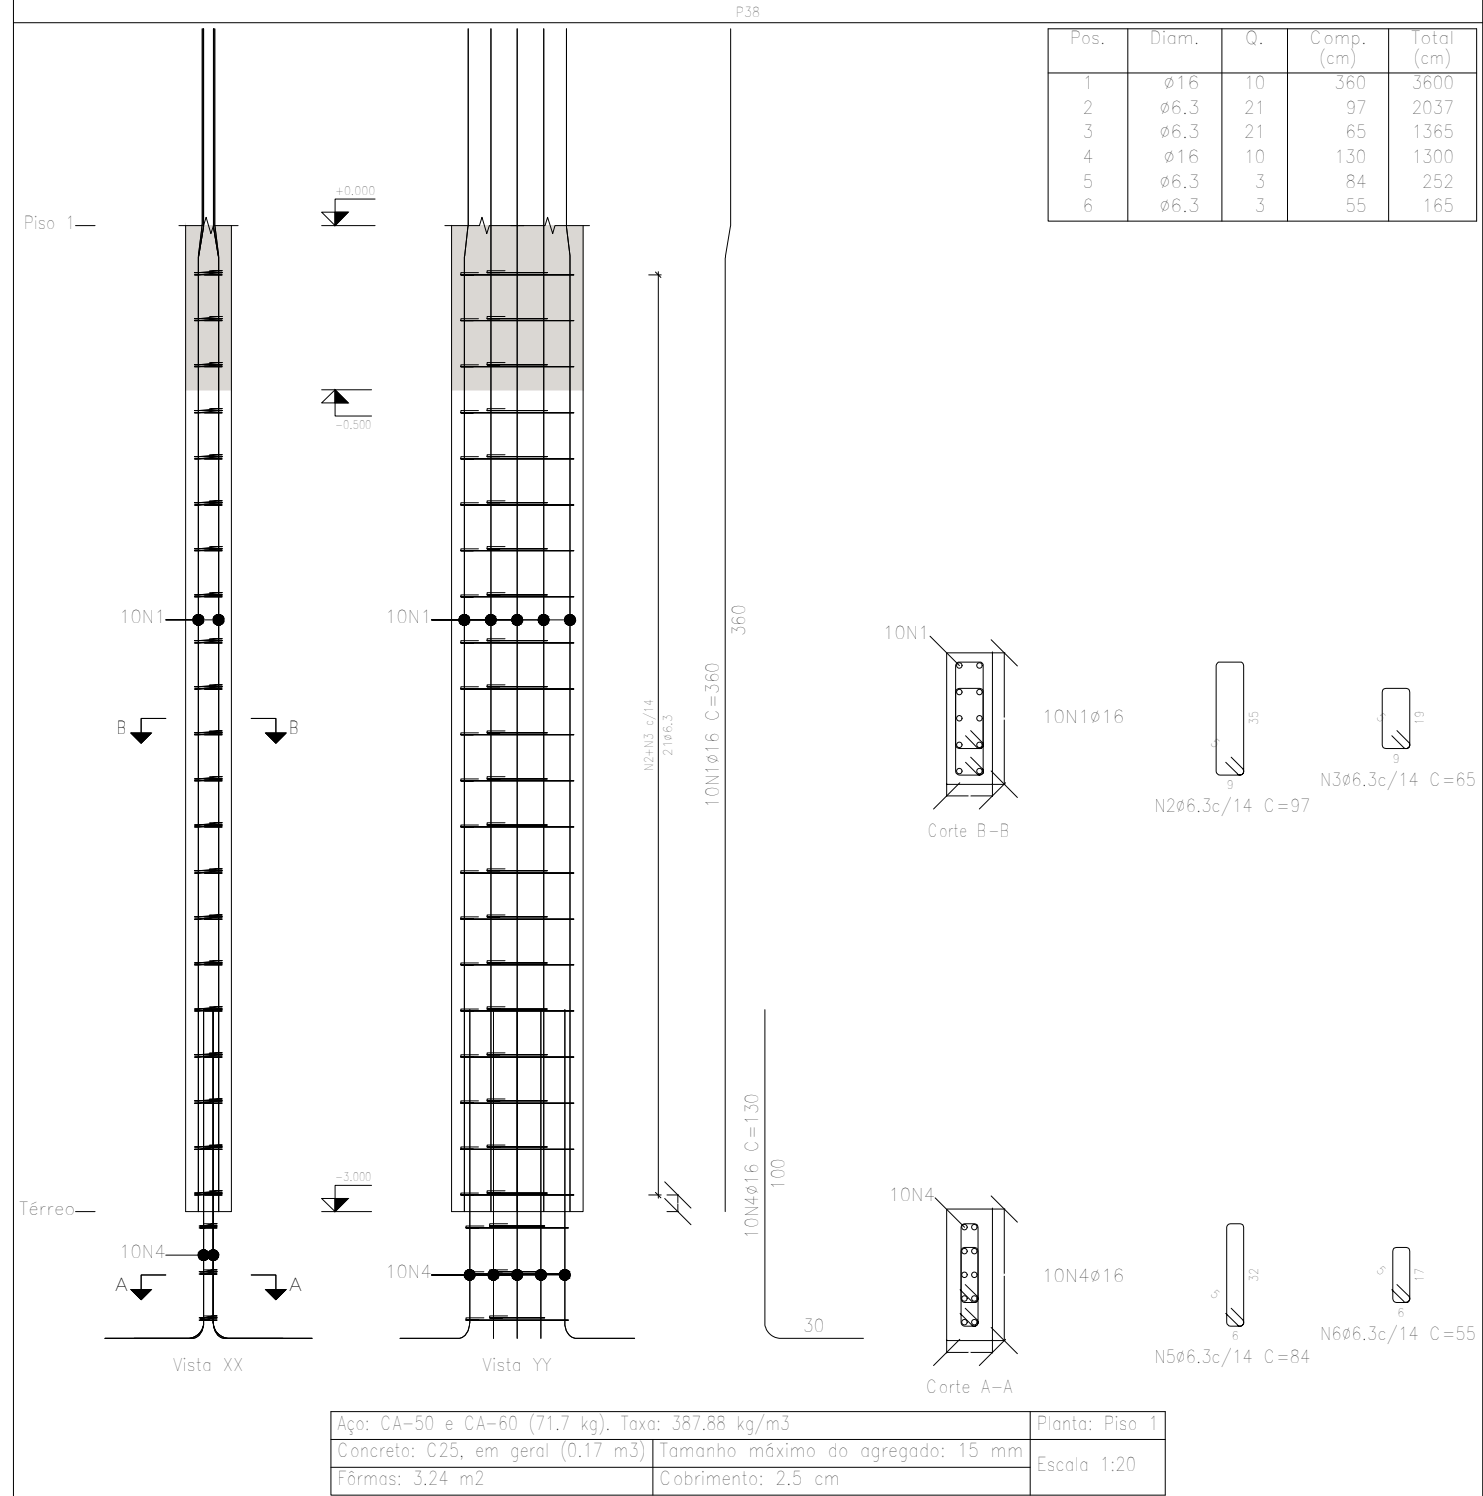 P38
Pos. Diam. Q. Comp. (cm) Total (cm)
1 ø16 10 360 3600
2 ø6.3 21 97 2037
3 ø6.3 21 65 1365
4 ø16 10 130 1300
5 ø6.3 3 84 252
6 ø6.3 3 55 165
Piso 1
+0.000
-0.500
10N1
10N1
B B
N2+N3 c/14
21ø6.3
10N1ø16 C=360
360
10N1
10N1ø16
Corte B-B
5
35
9
N2ø6.3c/14 C=97
5
19
9
N3ø6.3c/14 C=65
-3.000
Térreo
10N4
10N4
A A
10N4ø16 C=130
100
30
Vista XX
Vista YY
10N4
10N4ø16
Corte A-A
5
32
6
N5ø6.3c/14 C=84
5
17
6
N6ø6.3c/14 C=55
Aço: CA-50 e CA-60 (71.7 kg). Taxa: 387.88 kg/m3
Planta: Piso 1
Concreto: C25, em geral (0.17 m3)
Tamanho máximo do agregado: 15 mm
Escala 1:20
Fôrmas: 3.24 m2
Cobrimento: 2.5 cm